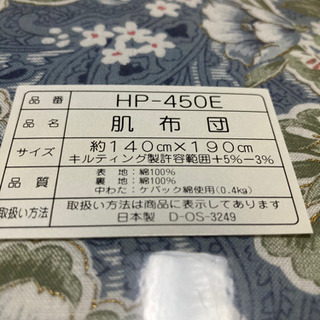 品番 HP-450E
品名 肌布団
サイズ 約140cm×190cm
キルティング製許容範囲+5%-3%
品質 表地:綿100%
裏地:綿100%
中わた:ケバック綿使用(0.4kg)
取扱い方法 取扱い方法は商品に表示してあります
日本製 D-OS-3249